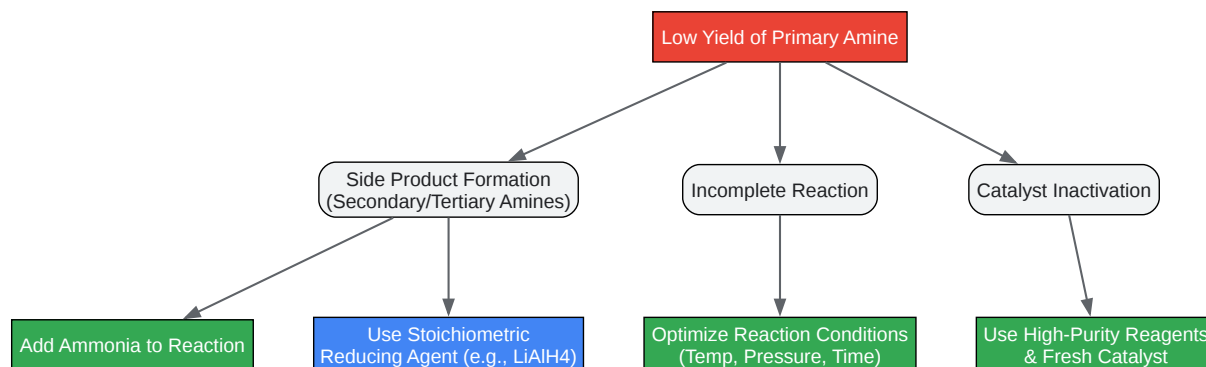 Low Yield of Primary Amine
Side Product Formation
(Secondary/Tertiary Amines)
Incomplete Reaction
Catalyst Inactivation
Add Ammonia to Reaction
Use Stoichiometric
Reducing Agent (e.g., LiAlH4)
Optimize Reaction Conditions
(Temp, Pressure, Time)
Use High-Purity Reagents
& Fresh Catalyst